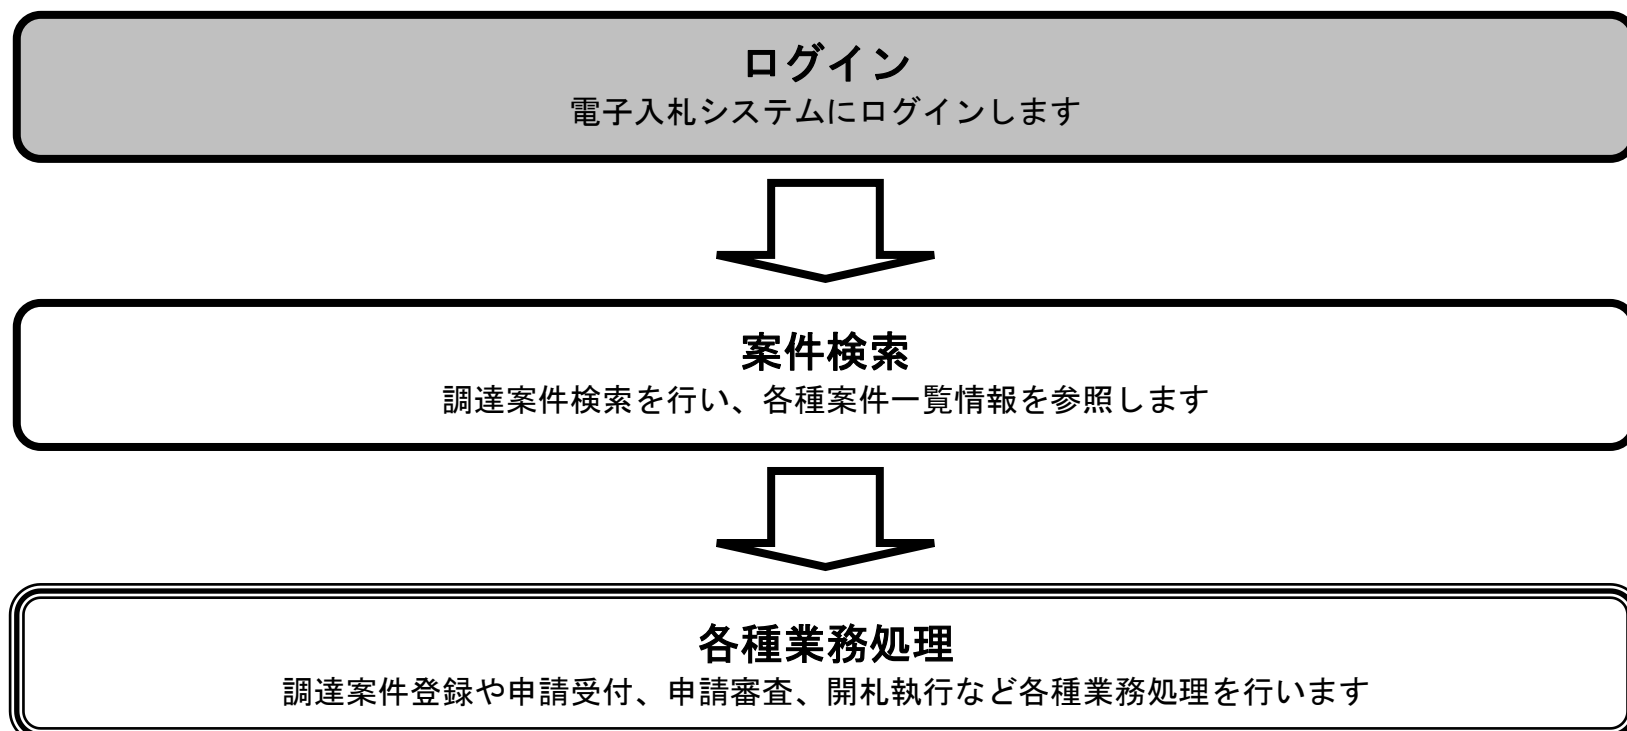 ログイン
電子入札システムにログインします
案件検索
調達案件検索を行い、各種案件一覧情報を参照します
各種業務処理
調達案件登録や申請受付、申請審査、開札執行など各種業務処理を行います